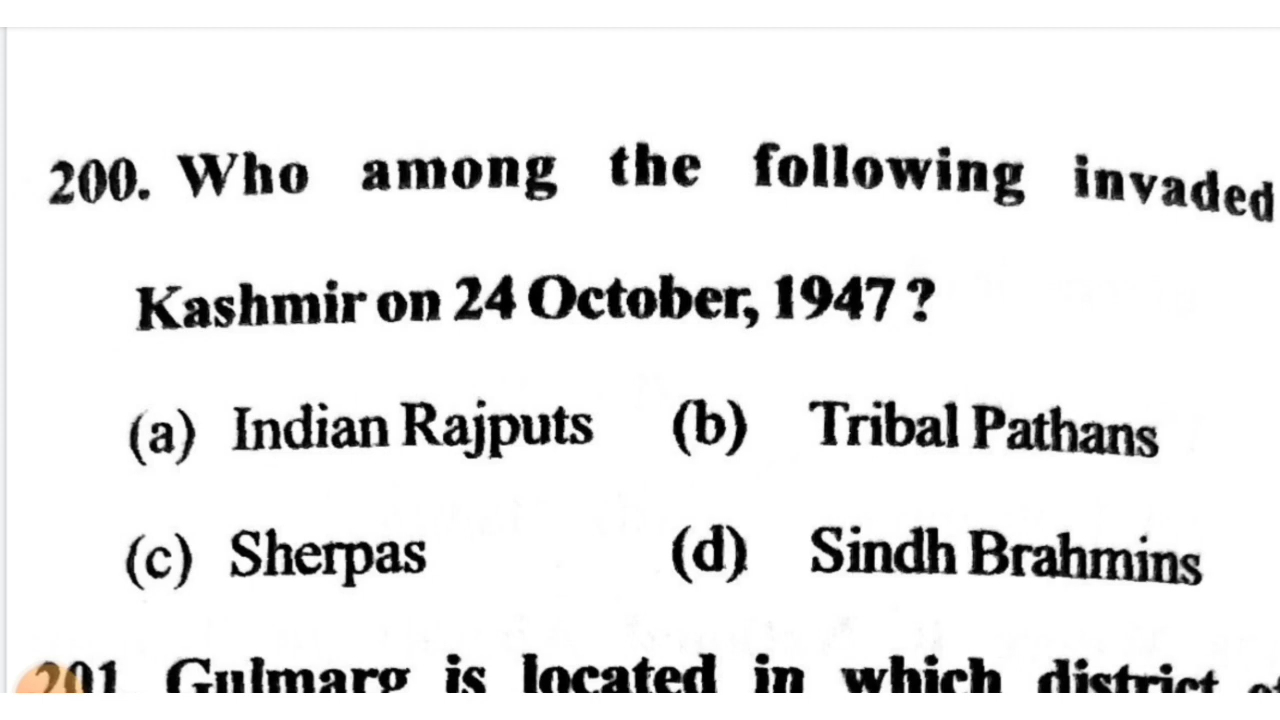 200. Who among the following invaded
Kashmir on 24 October, 1947?
(a) Indian Rajputs (b) Tribal Pathans
(c) Sherpas (d) Sindh Brahmins
201 Gulmarg is located in which district of